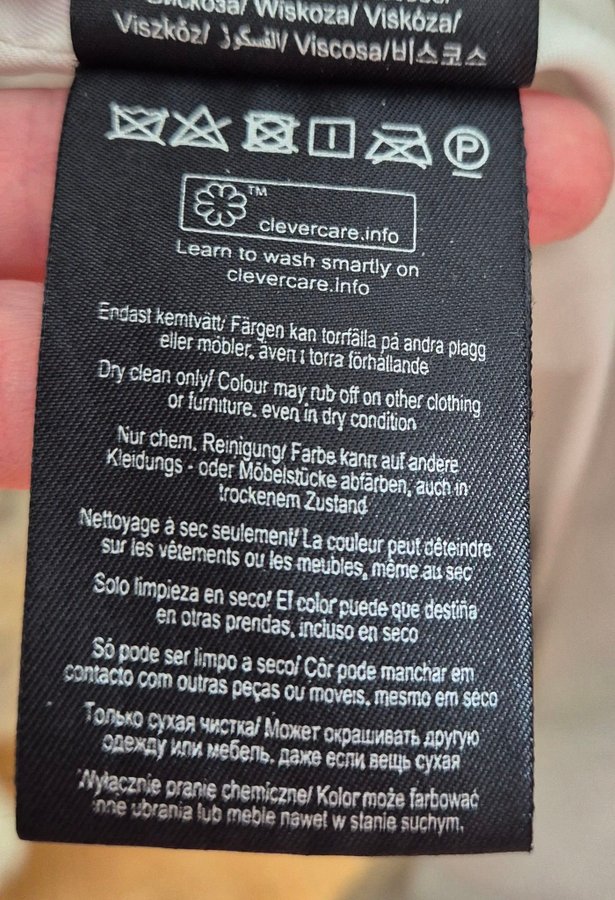 Wiskoza/ Viskóza/
Viszkóz/ الفسكوز/ Viscosa/비스코스
P
TM
clevercare.info
Learn to wash smartly on
clevercare.info
Endast kemtvätt/ Färgen kan torrfälla på andra plagg
eller möbler, även i torra förhållande
Dry clean only/ Colour may rub off on other clothing
or furniture, even in dry condition
Nur chem. Reinigung/ Farbe kann auf andere
Kleidungs - oder Möbelstücke abfärben, auch in
trockenem Zustand
Nettoyage à sec seulement/ La couleur peut déteindre
sur les vêtements ou les meubles, même au sec
Solo limpieza en seco/ El color puede que destiña
en otras prendas, incluso en seco
Só pode ser limpo a seco/ Côr pode manchar em
contacto com outras peças ou moveis, mesmo em sêco
Только сухая чистка/ Может окрашивать другую
одежду или мебель, даже если вещь сухая
Wyłącznie pranie chemiczne/ Kolor może farbować
inne ubrania lub meble nawet w stanie suchym.